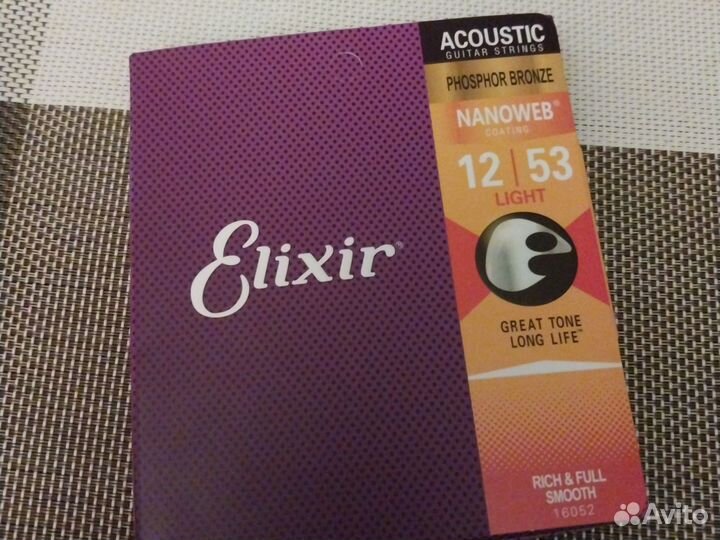 ACOUSTIC
GUITAR STRINGS
PHOSPHOR BRONZE
NANOWEB®
COATING
12 | 53
LIGHT
Elixir®
GREAT TONE
LONG LIFE™
RICH & FULL
SMOOTH
16052
Avito